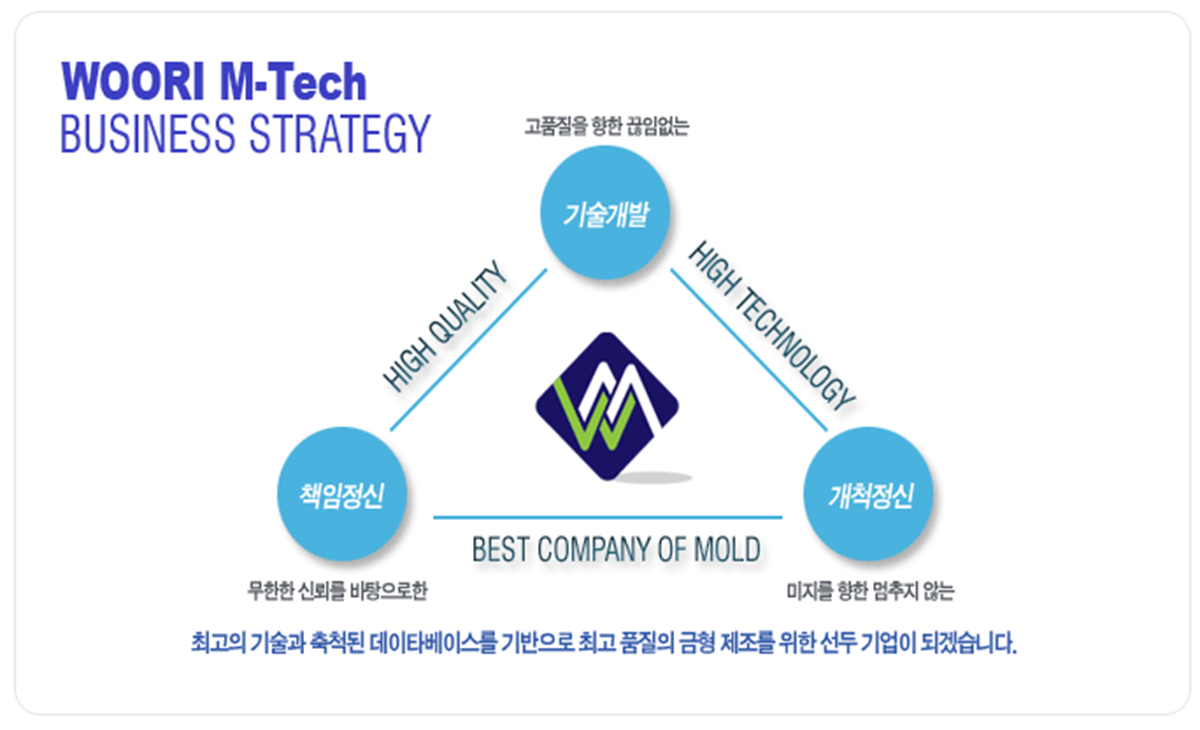 WOORI M-Tech
BUSINESS STRATEGY
고품질을 향한 끊임없는
기술개발
HIGH QUALITY
HIGH TECHNOLOGY
책임정신
개척정신
BEST COMPANY OF MOLD
무한한 신뢰를 바탕으로한
미지를 향한 멈추지 않는
최고의 기술과 축척된 데이타베이스를 기반으로 최고 품질의 금형 제조를 위한 선두 기업이 되겠습니다.